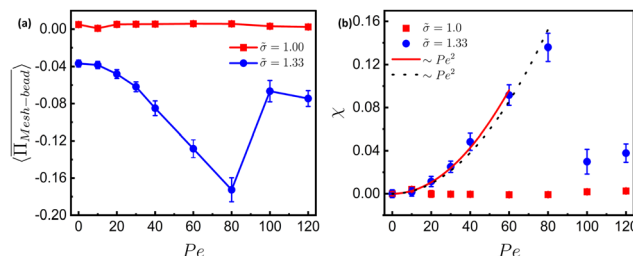 (a)
0.00
-0.04
-0.08
-0.12
-0.16
-0.20
⟨Π̅_{Mesh−bead}⟩
σ̃ = 1.00
σ̃ = 1.33
0 20 40 60 80 100 120
Pe
(b)
0.16
0.12
0.08
0.04
0.00
χ
σ̃ = 1.0
σ̃ = 1.33
∼ Pe²
∼ Pe²
0 20 40 60 80 100 120
Pe